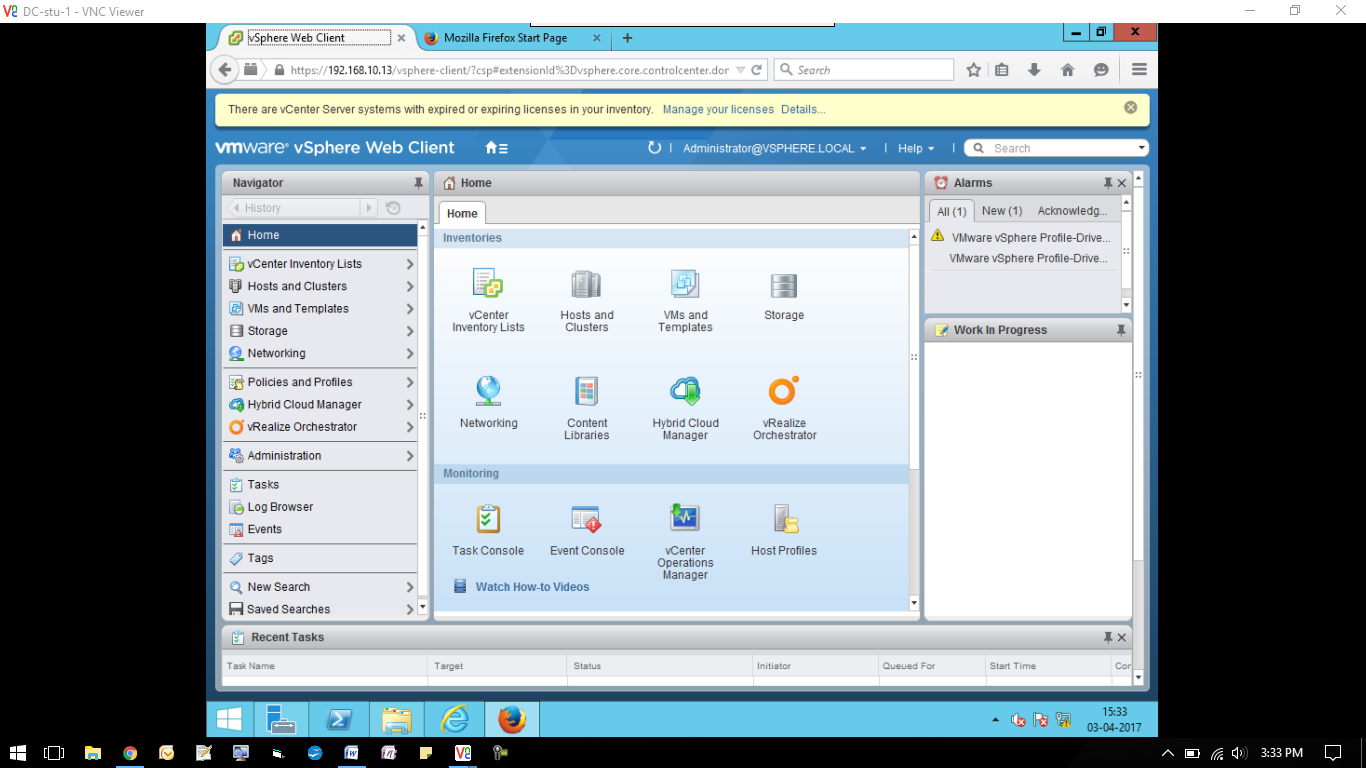 DC-stu-1 - VNC Viewer
vSphere Web Client
Mozilla Firefox Start Page
https://192.168.10.13/vsphere-client/?csp#extensionId%3Dvsphere.core.controlcenter.dor
Search
There are vCenter Server systems with expired or expiring licenses in your inventory. Manage your licenses Details...
vmware® vSphere Web Client
Administrator@VSPHERE.LOCAL
Help
Search
Navigator
History
Home
vCenter Inventory Lists
Hosts and Clusters
VMs and Templates
Storage
Networking
Policies and Profiles
Hybrid Cloud Manager
vRealize Orchestrator
Administration
Tasks
Log Browser
Events
Tags
New Search
Saved Searches
Home
Home
Inventories
vCenter
Inventory Lists
Hosts and
Clusters
VMs and
Templates
Storage
Networking
Content
Libraries
Hybrid Cloud
Manager
vRealize
Orchestrator
Monitoring
Task Console
Event Console
vCenter
Operations
Manager
Host Profiles
Watch How-to Videos
Alarms
All (1) New (1) Acknowledg...
VMware vSphere Profile-Drive...
VMware vSphere Profile-Drive...
Work In Progress
Recent Tasks
Task Name Target Status Initiator Queued For Start Time Cor
15:33
03-04-2017
3:33 PM